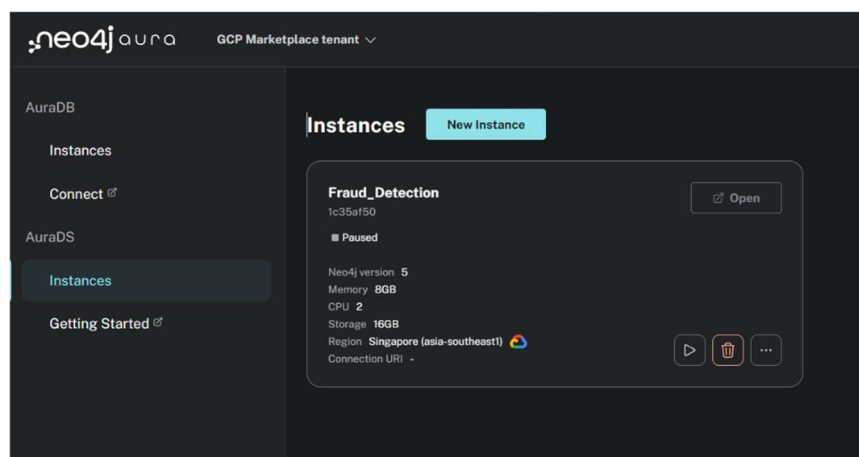 neo4j aura
GCP Marketplace tenant
AuraDB
Instances
Connect
AuraDS
Instances
Getting Started
Instances
New Instance
Fraud_Detection
1c35af50
Open
Paused
Neo4j version 5
Memory 8GB
CPU 2
Storage 16GB
Region Singapore (asia-southeast1)
Connection URI -